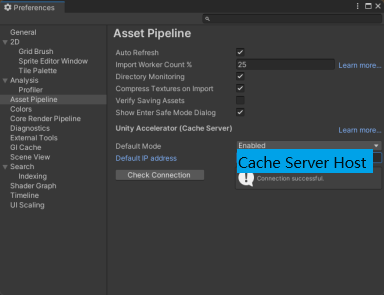 Preferences
General
2D
Grid Brush
Sprite Editor Window
Tile Palette
Analysis
Profiler
Asset Pipeline
Colors
Core Render Pipeline
Diagnostics
External Tools
GI Cache
Scene View
Search
Indexing
Shader Graph
Timeline
UI Scaling
Asset Pipeline
Auto Refresh
Import Worker Count % 25 Learn more...
Directory Monitoring
Compress Textures on Import
Verify Saving Assets
Show Enter Safe Mode Dialog
Unity Accelerator (Cache Server) Learn more...
Default Mode Enabled
Default IP address Cache Server Host
Check Connection Connection successful.